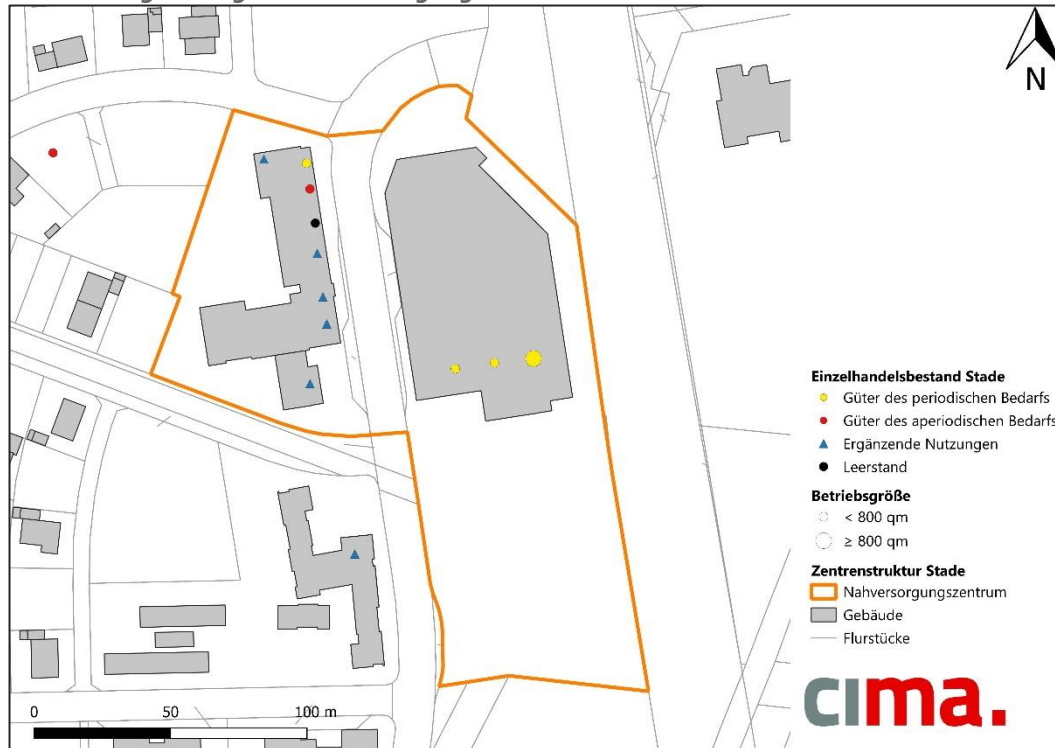 N
Einzelhandelsbestand Stade
Güter des periodischen Bedarfs
Güter des aperiodischen Bedarfs
Ergänzende Nutzungen
Leerstand
Betriebsgröße
< 800 qm
≥ 800 qm
Zentrenstruktur Stade
Nahversorgungszentrum
Gebäude
Flurstücke
0 50 100 m
cima.